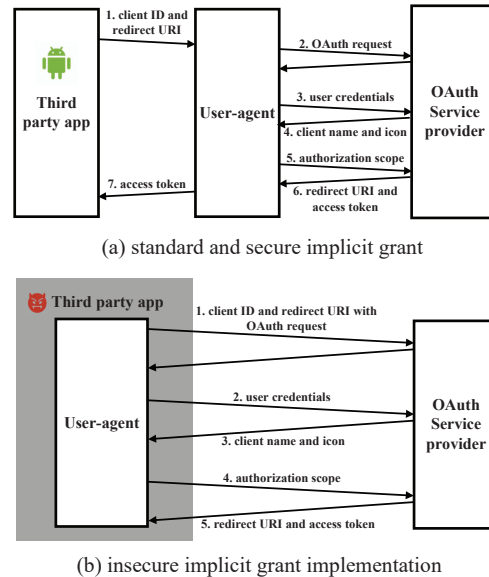 1. client ID and
redirect URI
2. OAuth request
Third
party app
User-agent
3. user credentials
4. client name and icon
5. authorization scope
6. redirect URI and
access token
7. access token
OAuth
Service
provider
(a) standard and secure implicit grant
Third party app
1. client ID and redirect URI with
OAuth request
User-agent
2. user credentials
3. client name and icon
4. authorization scope
5. redirect URI and access token
OAuth
Service
provider
(b) insecure implicit grant implementation